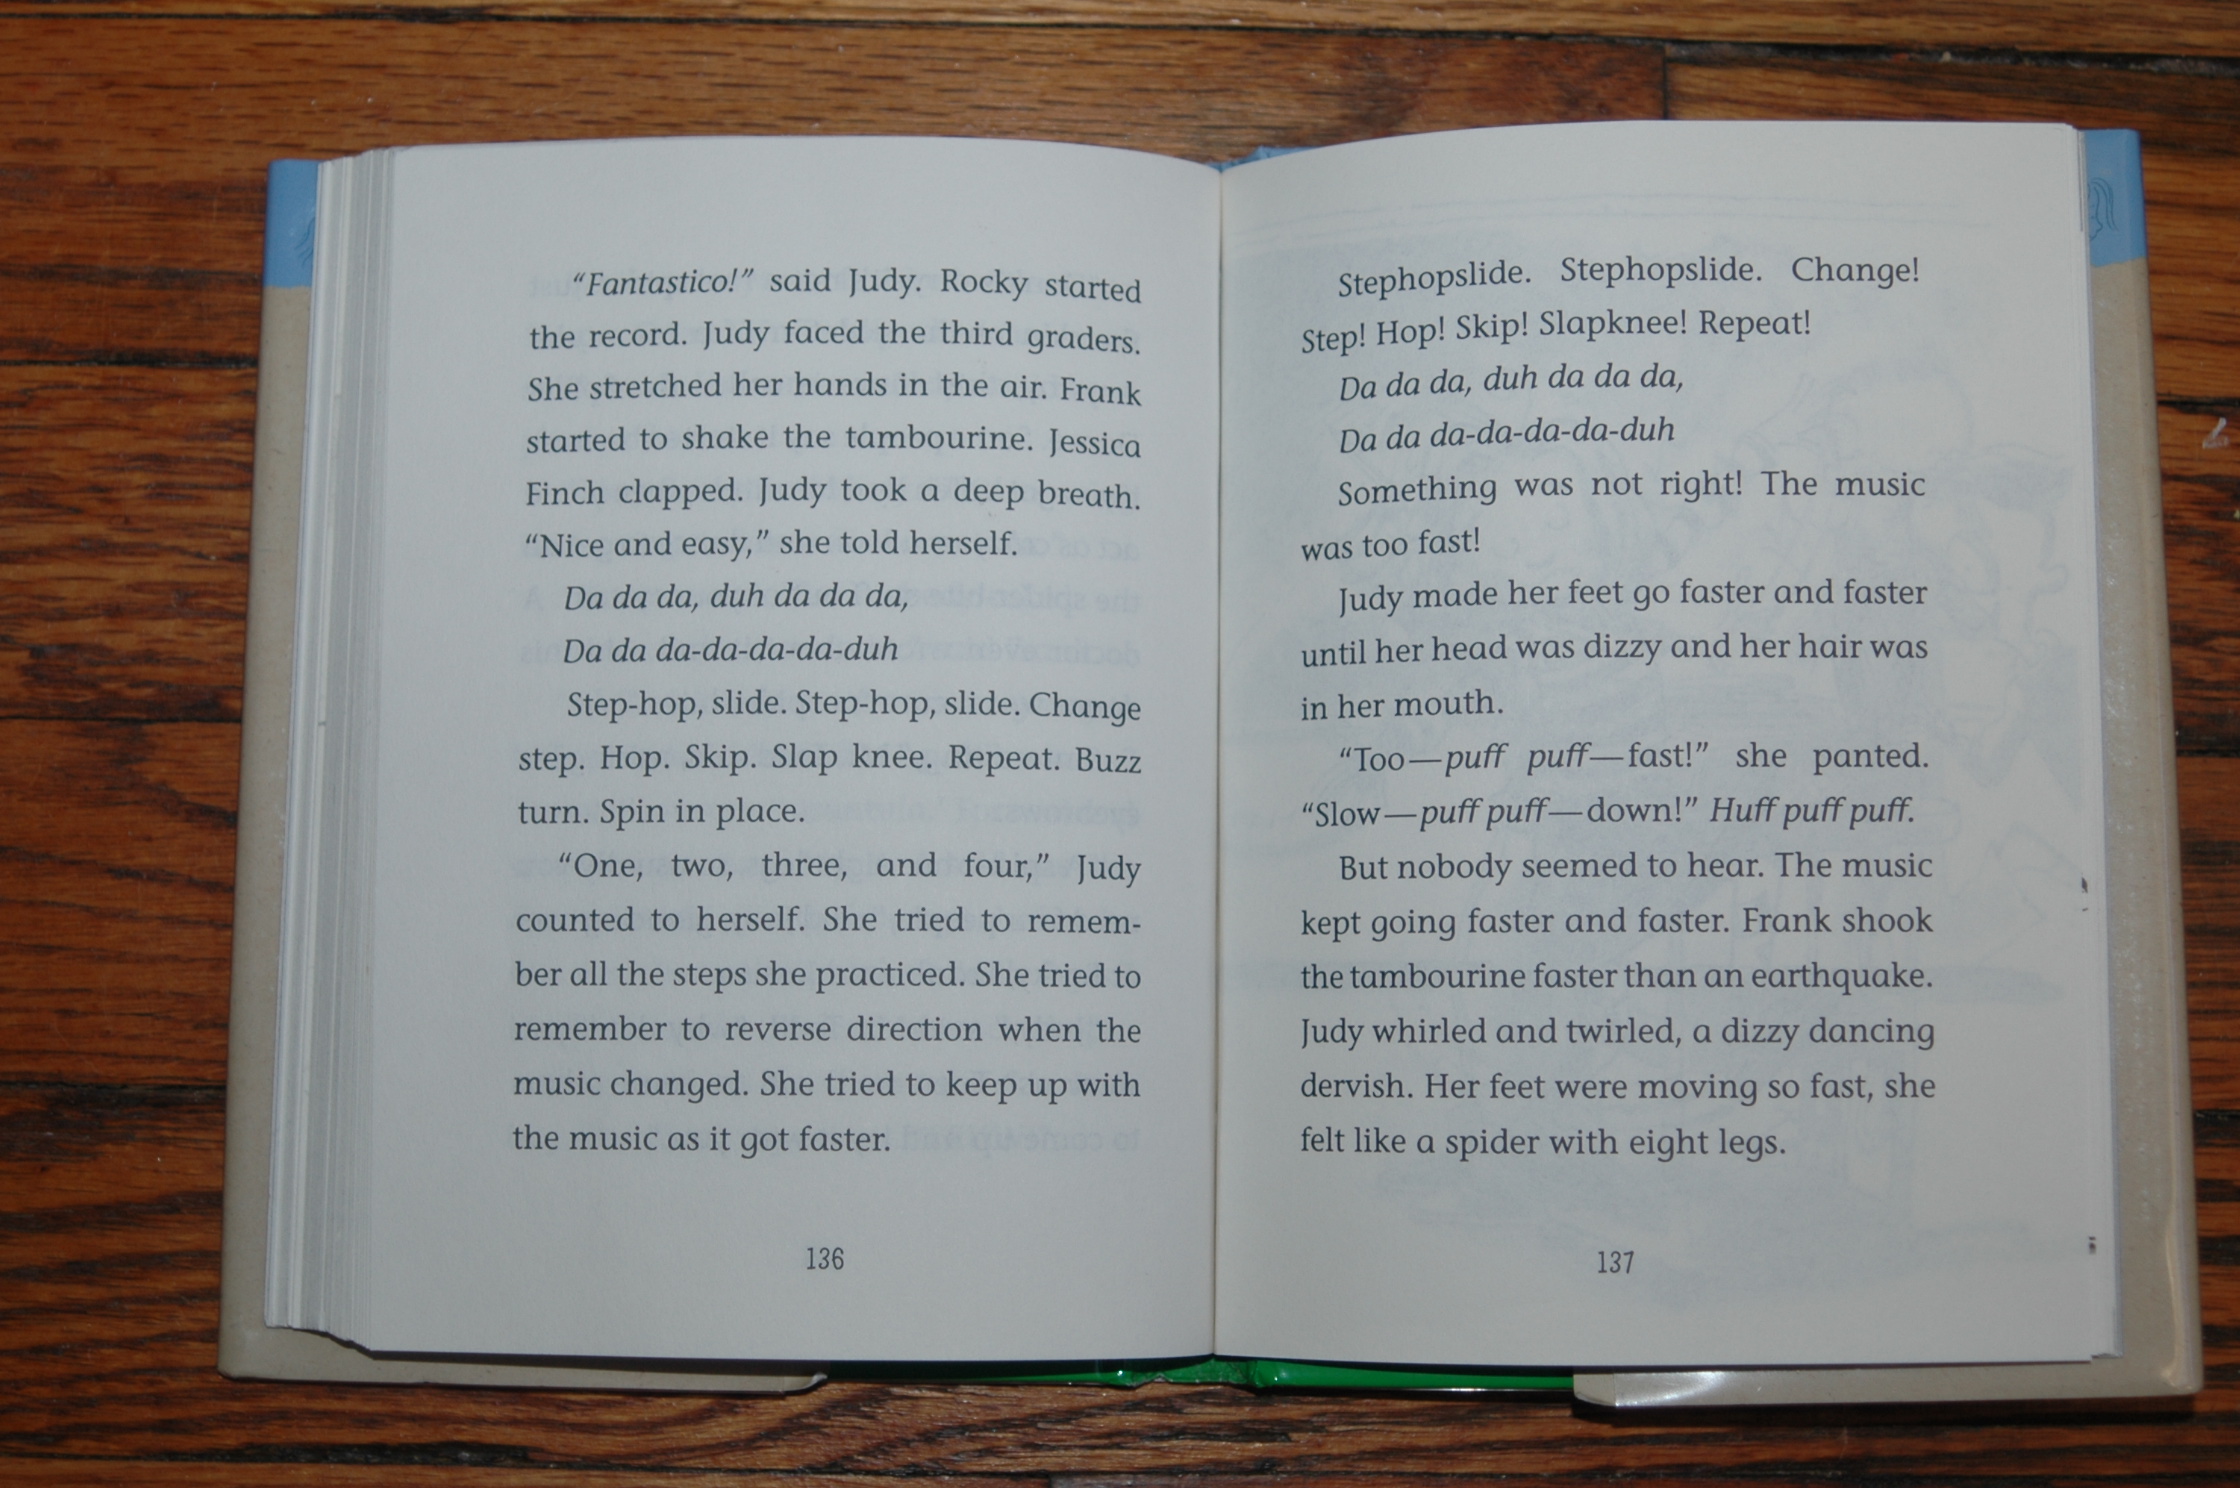 “Fantastico!” said Judy. Rocky started
the record. Judy faced the third graders.
She stretched her hands in the air. Frank
started to shake the tambourine. Jessica
Finch clapped. Judy took a deep breath.
“Nice and easy,” she told herself.
Da da da, duh da da da,
Da da da-da-da-da-da-duh
Step-hop, slide. Step-hop, slide. Change
step. Hop. Skip. Slap knee. Repeat. Buzz
turn. Spin in place.
“One, two, three, and four,” Judy
counted to herself. She tried to remem-
ber all the steps she practiced. She tried to
remember to reverse direction when the
music changed. She tried to keep up with
the music as it got faster.
136
Stephopslide. Stephopslide. Change!
Step! Hop! Skip! Slapknee! Repeat!
Da da da, duh da da da,
Da da da-da-da-da-da-duh
Something was not right! The music
was too fast!
Judy made her feet go faster and faster
until her head was dizzy and her hair was
in her mouth.
“Too—puff puff—fast!” she panted.
“Slow—puff puff—down!” Huff puff puff.
But nobody seemed to hear. The music
kept going faster and faster. Frank shook
the tambourine faster than an earthquake.
Judy whirled and twirled, a dizzy dancing
dervish. Her feet were moving so fast, she
felt like a spider with eight legs.
137